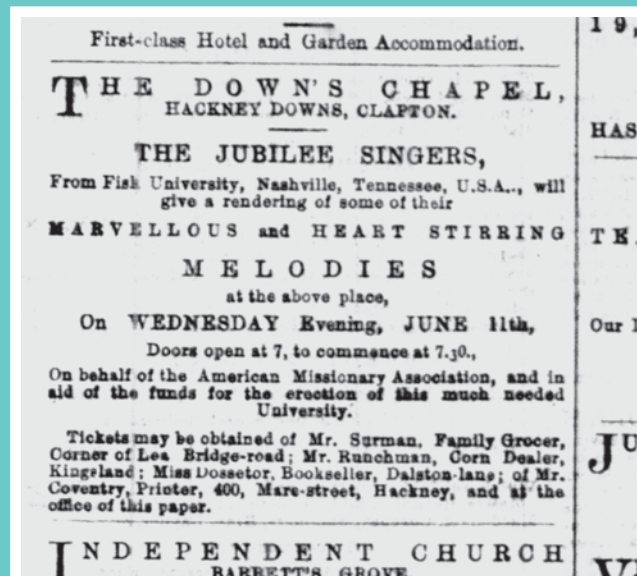 First-class Hotel and Garden Accommodation.
THE DOWN'S CHAPEL,
HACKNEY DOWNS, CLAPTON.
THE JUBILEE SINGERS,
From Fisk University, Nashville, Tennessee, U.S.A., will
give a rendering of some of their
MARVELLOUS and HEART STIRRING
MELODIES
at the above place,
On WEDNESDAY Evening, JUNE 11th,
Doors open at 7, to commence at 7.30.,
On behalf of the American Missionary Association, and in
aid of the funds for the erection of this much needed
University.
Tickets may be obtained of Mr. Surman, Family Grocer,
Corner of Lea Bridge-road; Mr. Runchman, Corn Dealer,
Kingsland; Miss Dossetor, Bookseller, Dalston-lane; of Mr.
Coventry, Printer, 400, Mare-street, Hackney, and at the
office of this paper.
INDEPENDENT CHURCH
BARRETT'S GROVE
19,
HAS
TE
Our
JU